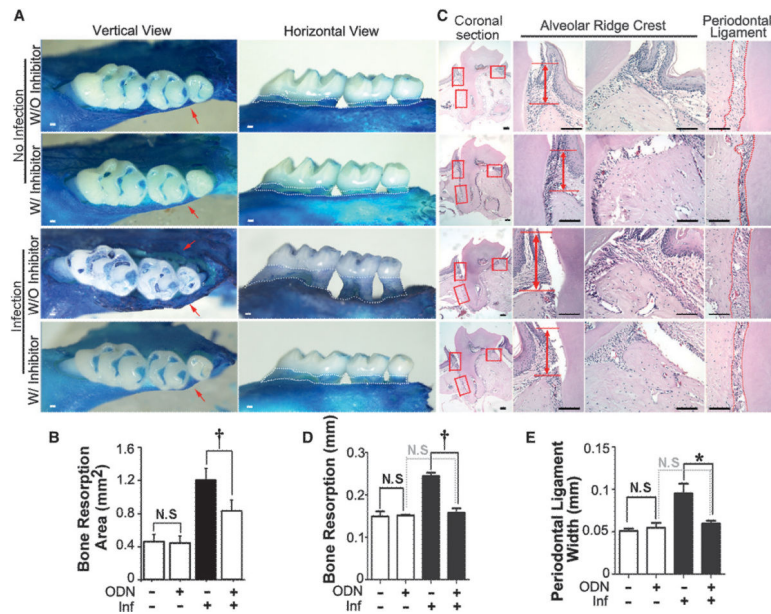 A
Vertical View
Horizontal View
C
Coronal
section
Alveolar Ridge Crest
Periodontal
Ligament
No Infection
W/O Inhibitor
W/ Inhibitor
Infection
W/O Inhibitor
W/ Inhibitor
B
Bone Resorption
Area (mm2)
1.6
1.2
0.8
0.4
0
N.S
†
ODN - + - +
Inf - - + +
D
Bone Resorption (mm)
0.3
0.2
0.1
0
N.S
N.S
†
ODN - + - +
Inf - - + +
E
Periodontal Ligament
Width (mm)
0.15
0.1
0.05
0.00
N.S
N.S
*
ODN - + - +
Inf - - + +